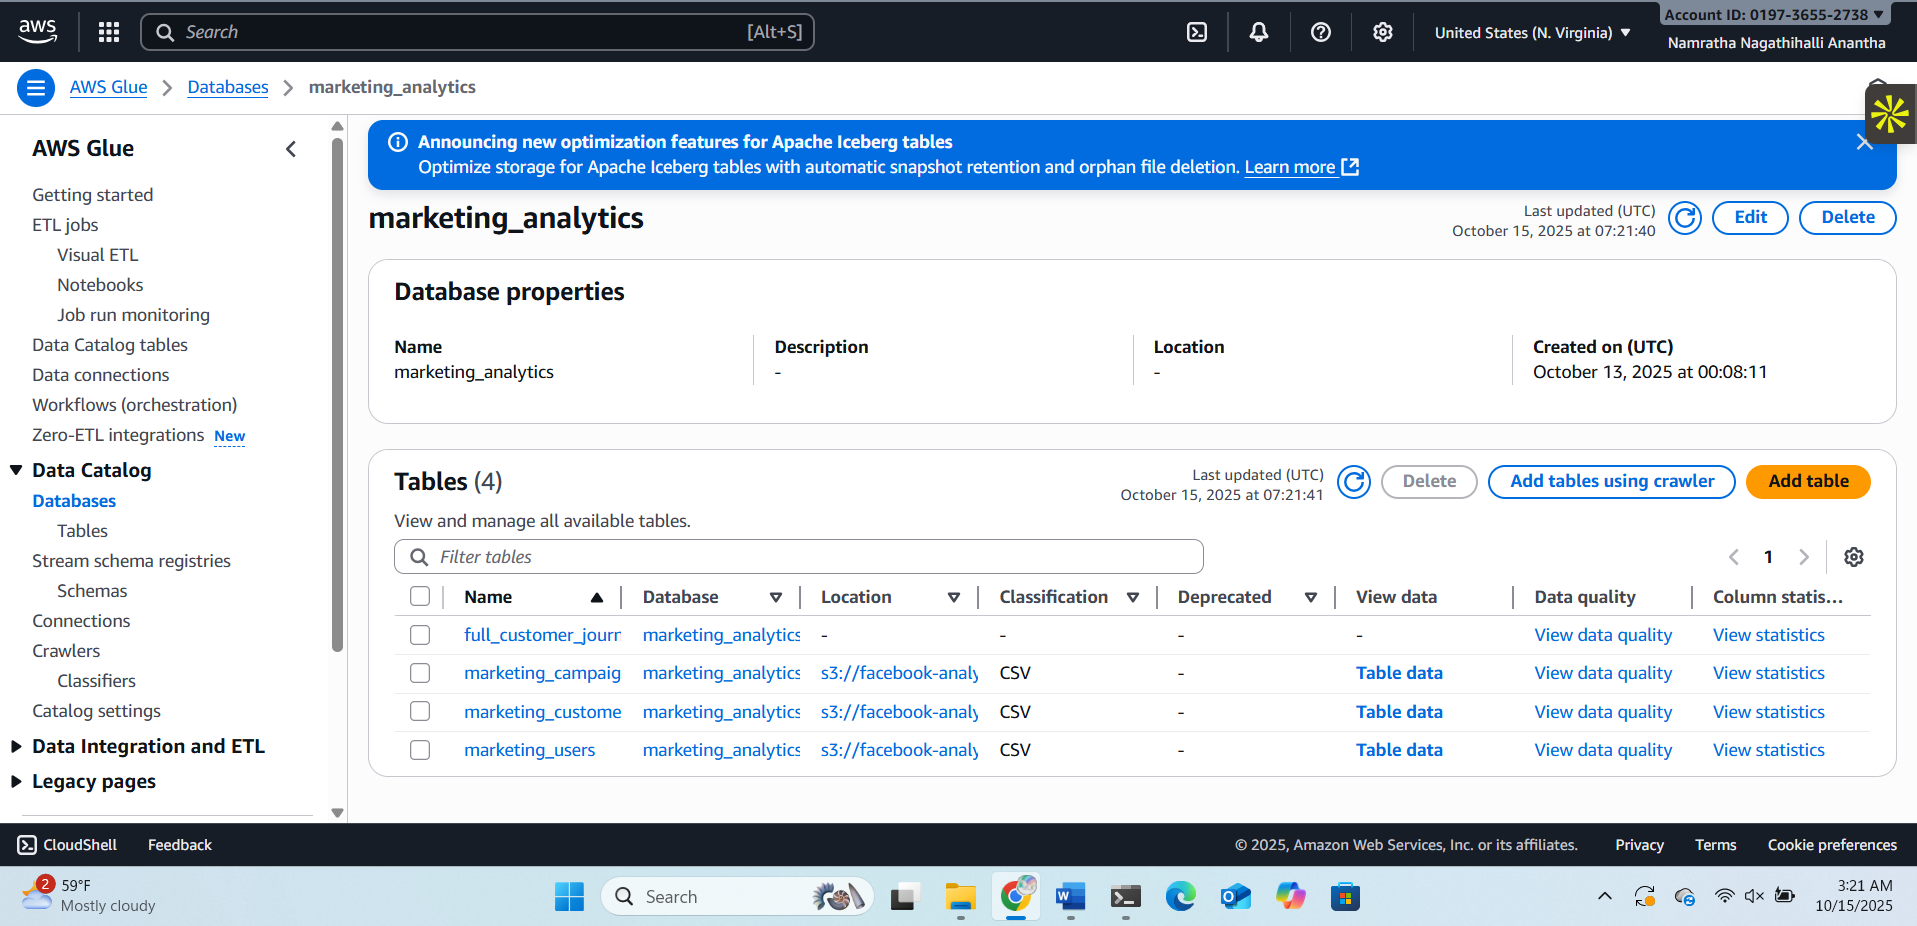 aws
Search [Alt+S]
United States (N. Virginia) ▼
Account ID: 0197-3655-2738 ▼
Namratha Nagathihalli Anantha
AWS Glue > Databases > marketing_analytics
AWS Glue
Getting started
ETL jobs
Visual ETL
Notebooks
Job run monitoring
Data Catalog tables
Data connections
Workflows (orchestration)
Zero-ETL integrations New
Data Catalog
Databases
Tables
Stream schema registries
Schemas
Connections
Crawlers
Classifiers
Catalog settings
Data Integration and ETL
Legacy pages
Announcing new optimization features for Apache Iceberg tables
Optimize storage for Apache Iceberg tables with automatic snapshot retention and orphan file deletion. Learn more
marketing_analytics
Last updated (UTC)
October 15, 2025 at 07:21:40
Edit
Delete
Database properties
Name
marketing_analytics
Description
-
Location
-
Created on (UTC)
October 13, 2025 at 00:08:11
Tables (4)
Last updated (UTC)
October 15, 2025 at 07:21:41
Delete
Add tables using crawler
Add table
View and manage all available tables.
Filter tables
1
Name Database Location Classification Deprecated View data Data quality Column statis...
full_customer_journ marketing_analytics - - - - View data quality View statistics
marketing_campaig marketing_analytics s3://facebook-analy CSV - Table data View data quality View statistics
marketing_custome marketing_analytics s3://facebook-analy CSV - Table data View data quality View statistics
marketing_users marketing_analytics s3://facebook-analy CSV - Table data View data quality View statistics
CloudShell Feedback © 2025, Amazon Web Services, Inc. or its affiliates. Privacy Terms Cookie preferences
2
59°F
Mostly cloudy
Search
3:21 AM
10/15/2025